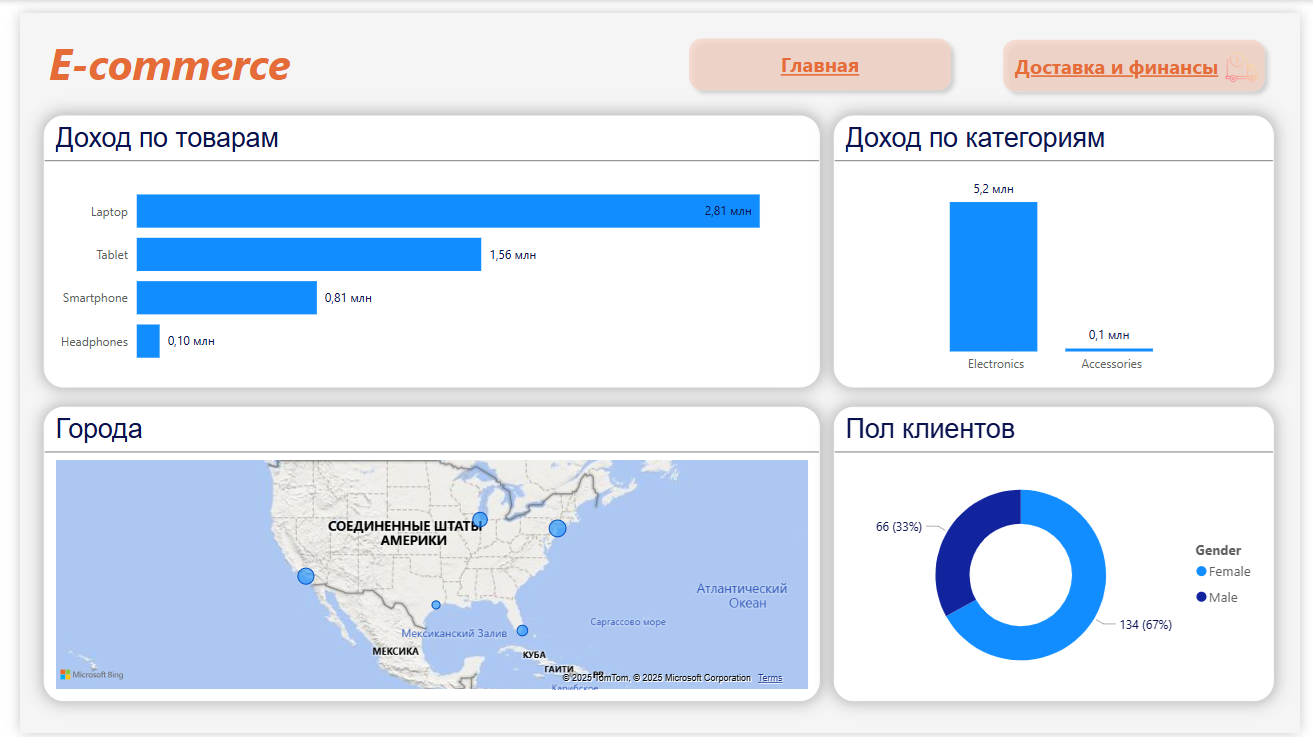 E-commerce
Главная
Доставка и финансы
Доход по товарам
Laptop
2,81 млн
Tablet
1,56 млн
Smartphone
0,81 млн
Headphones
0,10 млн
Доход по категориям
5,2 млн
0,1 млн
Electronics
Accessories
Города
СОЕДИНЕННЫЕ ШТАТЫ
АМЕРИКИ
Атлантический
Океан
Саргассово море
Мексиканский Залив
МЕКСИКА
КУБА
ГАИТИ
Карибское
Microsoft Bing
© 2025 TomTom, © 2025 Microsoft Corporation
Terms
Пол клиентов
66 (33%)
134 (67%)
Gender
Female
Male